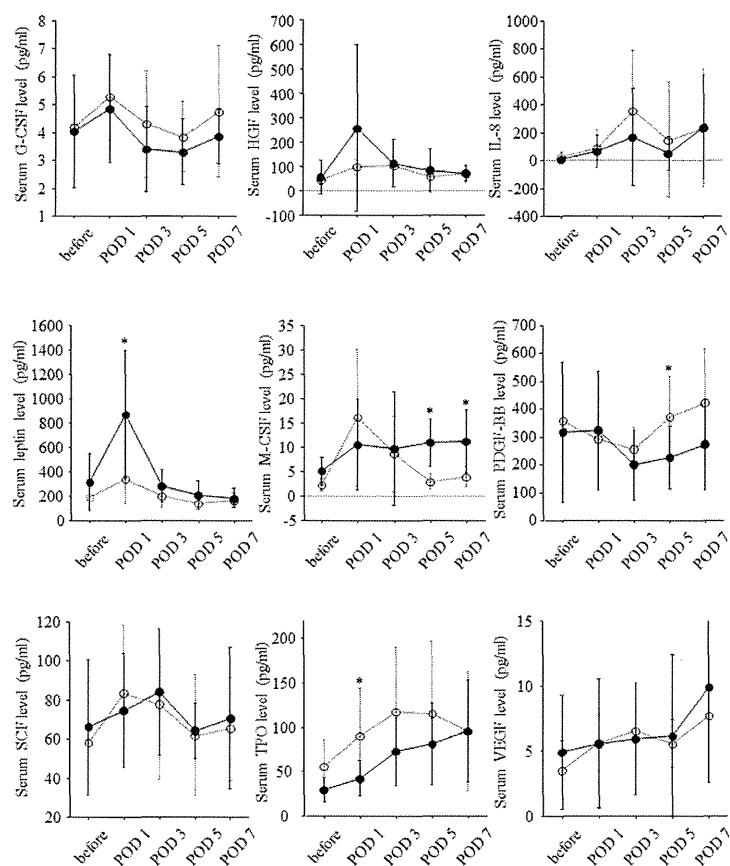 Serum G-CSF level (pg/ml)
8
7
6
5
4
3
2
1
before
POD 1
POD 3
POD 5
POD 7
Serum HGF level (pg/ml)
700
600
500
400
300
200
100
0
-100
before
POD 1
POD 3
POD 5
POD 7
Serum IL-8 level (pg/ml)
1000
800
600
400
200
0
-200
-400
before
POD 1
POD 3
POD 5
POD 7
Serum leptin level (pg/ml)
1600
1400
1200
1000
800
600
400
200
0
*
before
POD 1
POD 3
POD 5
POD 7
Serum M-CSF level (pg/ml)
35
30
25
20
15
10
5
0
-5
* *
before
POD 1
POD 3
POD 5
POD 7
Serum PDGF-BB level (pg/ml)
700
600
500
400
300
200
100
0
*
before
POD 1
POD 3
POD 5
POD 7
Serum SCF level (pg/ml)
120
100
80
60
40
20
before
POD 1
POD 3
POD 5
POD 7
Serum TPO level (pg/ml)
200
150
100
50
0
*
before
POD 1
POD 3
POD 5
POD 7
Serum VEGF level (pg/ml)
15
10
5
0
before
POD 1
POD 3
POD 5
POD 7